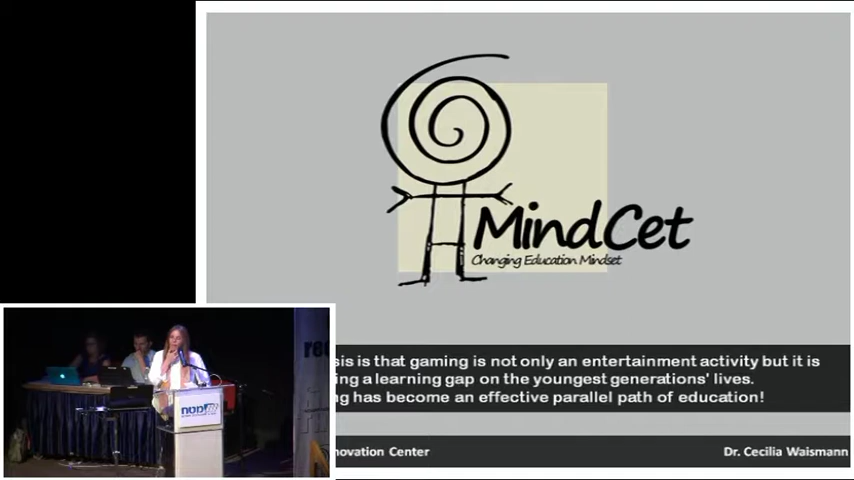 MindCet
Changing Education Mindset
sis is that gaming is not only an entertainment activity but it is
ing a learning gap on the youngest generations' lives.
g has become an effective parallel path of education!
novation Center
Dr. Cecilia Waismann
מטח
re